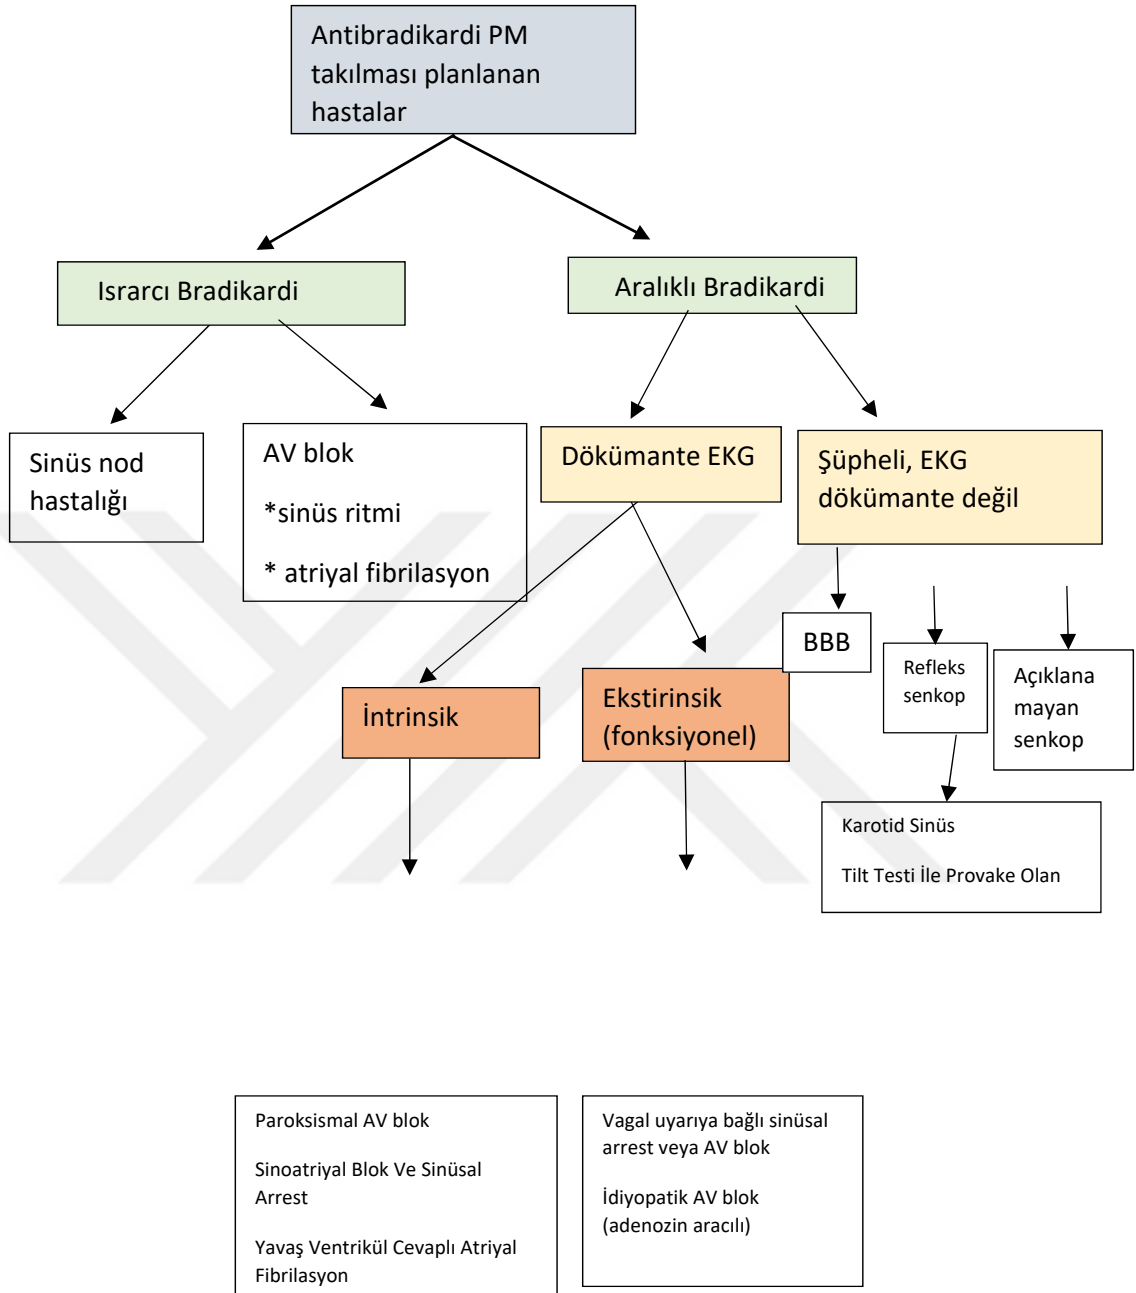 Antibradikardi PM
takılması planlanan
hastalar
Israrcı Bradikardi
Aralıklı Bradikardi
Sinüs nod
hastalığı
AV blok
*sinüs ritmi
* atriyal fibrilasyon
Dökümante EKG
Şüpheli, EKG
dökümante değil
BBB
Refleks
senkop
Açıklana
mayan
senkop
İntrinsik
Ekstirinsik
(fonksiyonel)
Karotid Sinüs
Tilt Testi İle Provake Olan
Paroksismal AV blok
Sinoatriyal Blok Ve Sinüsal
Arrest
Yavaş Ventrikül Cevaplı Atriyal
Fibrilasyon
Vagal uyarıya bağlı sinüsal
arrest veya AV blok
İdiyopatik AV blok
(adenozin aracılı)